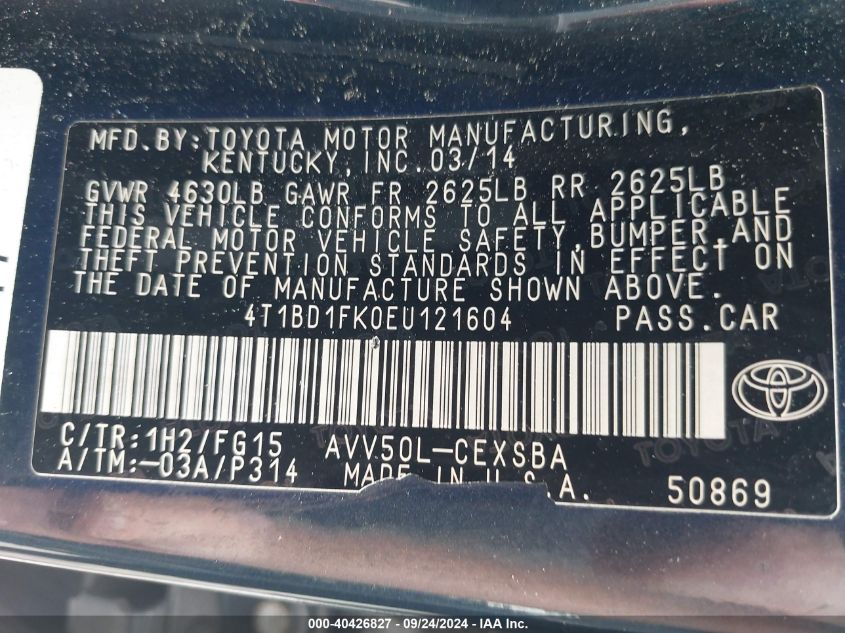 MFD. BY: TOYOTA MOTOR MANUFACTURING,
KENTUCKY, INC. 03/14
GVWR 4630LB GAWR FR 2625LB RR 2625LB
THIS VEHICLE CONFORMS TO ALL APPLICABLE
FEDERAL MOTOR VEHICLE SAFETY, BUMPER, AND
THEFT PREVENTION STANDARDS IN EFFECT ON
THE DATE OF MANUFACTURE SHOWN ABOVE.
4T1BD1FK0EU121604 PASS. CAR
C/TR: 1H2/FG15 AVV50L-CEXSBA
A/TM: -03A/P314 MADE IN U.S.A. 50869
000-40426827 - 09/24/2024 - IAA Inc.